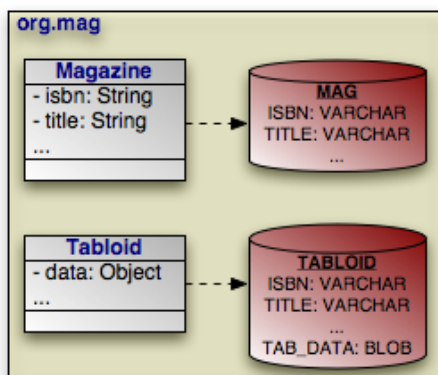 org.mag
Magazine
- isbn: String
- title: String
...
MAG
ISBN: VARCHAR
TITLE: VARCHAR
...
Tabloid
- data: Object
...
TABLOID
ISBN: VARCHAR
TITLE: VARCHAR
...
TAB_DATA: BLOB